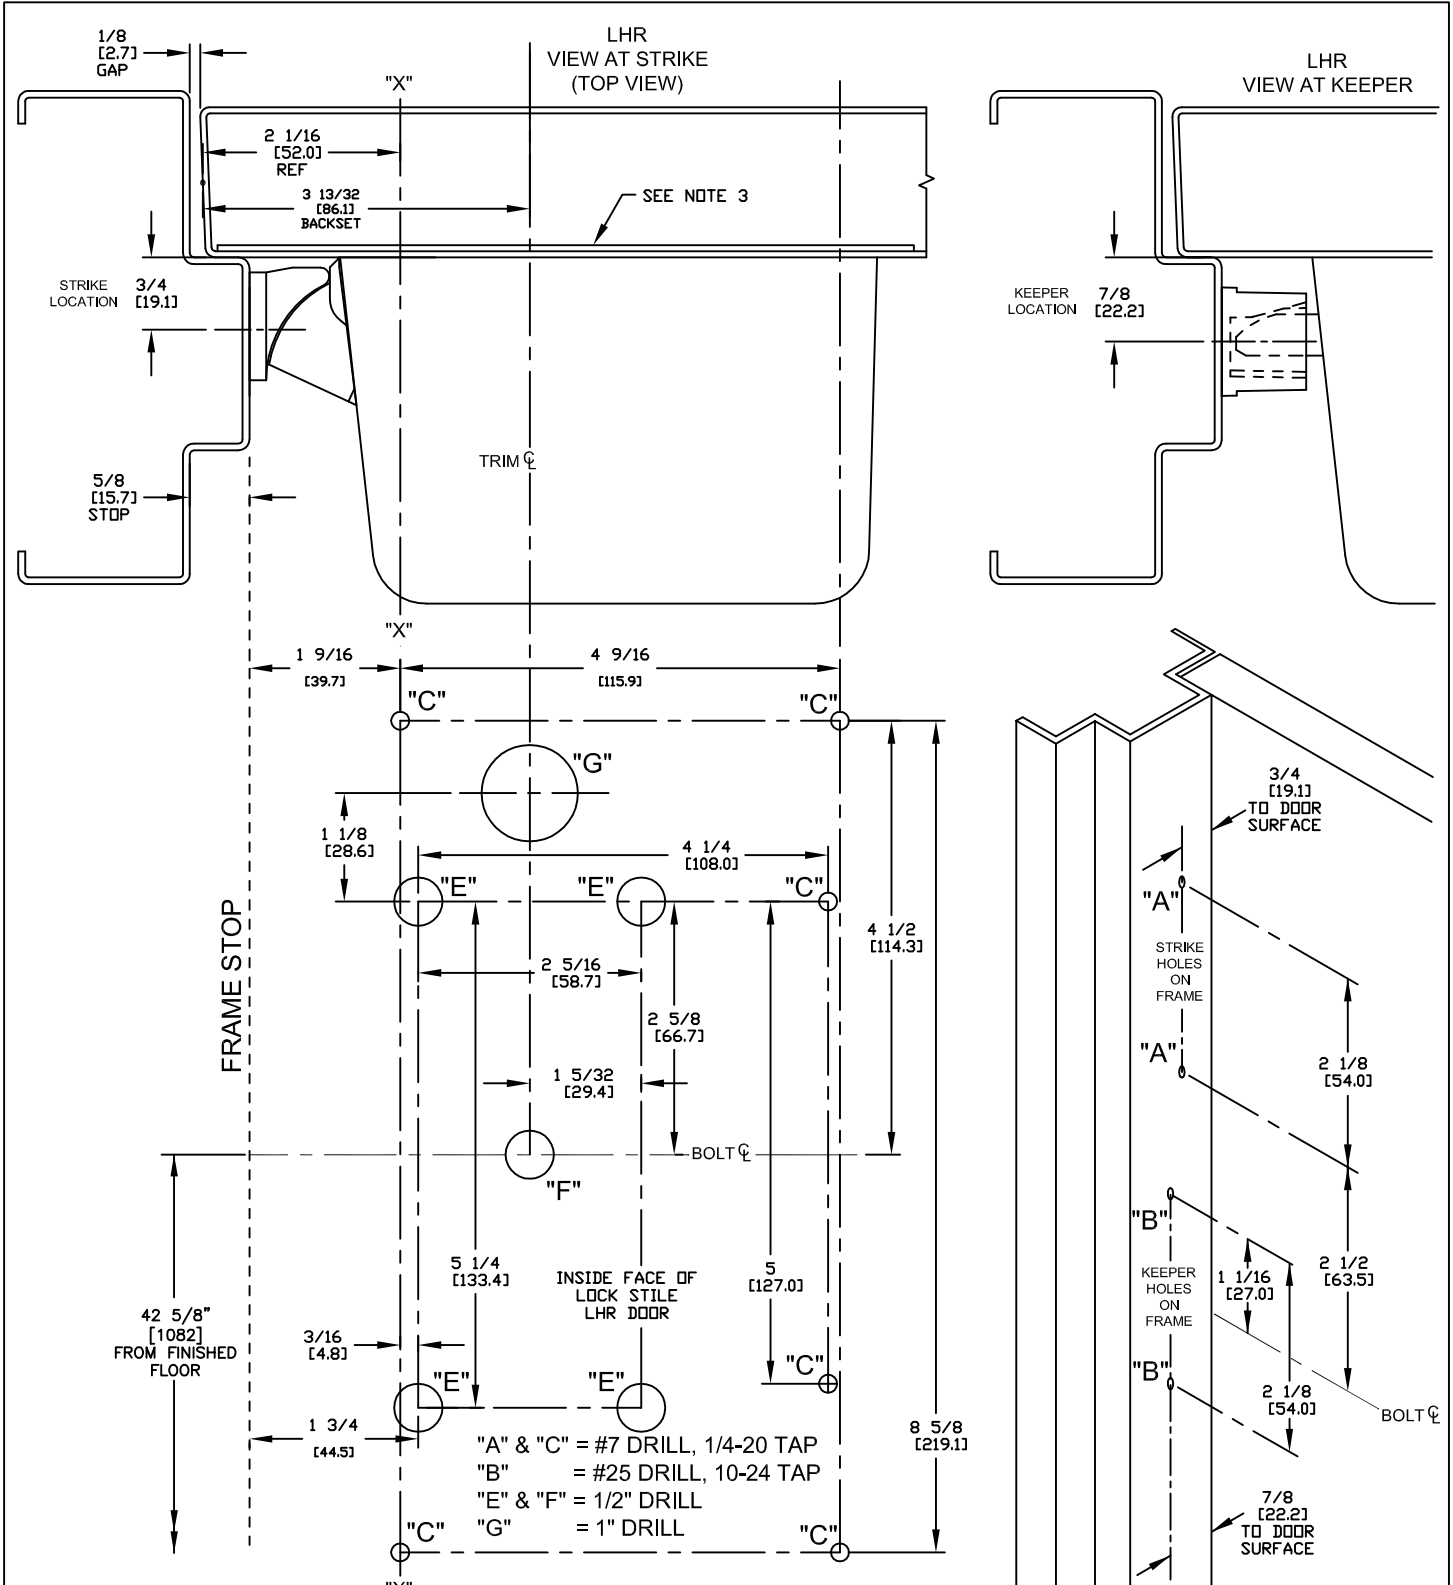 1/8
[2.7]
GAP
LHR
VIEW AT STRIKE
(TOP VIEW)
LHR
VIEW AT KEEPER
"X"
2 1/16
[52.0]
REF
3 13/32
[86.1]
BACKSET
SEE NOTE 3
STRIKE
LOCATION
3/4
[19.1]
KEEPER
LOCATION
7/8
[22.2]
TRIM CL
5/8
[15.7]
STOP
"X"
1 9/16
[39.7]
4 9/16
[115.9]
"C"
"C"
"G"
1 1/8
[28.6]
4 1/4
[108.0]
"E"
"E"
"C"
4 1/2
[114.3]
FRAME STOP
2 5/16
[58.7]
2 5/8
[66.7]
1 5/32
[29.4]
BOLT CL
"F"
5 1/4
[133.4]
INSIDE FACE OF
LOCK STILE
LHR DOOR
5
[127.0]
42 5/8"
[1082]
FROM FINISHED
FLOOR
3/16
[4.8]
"C"
"E"
"E"
1 3/4
[44.5]
8 5/8
[219.1]
"A" & "C" = #7 DRILL, 1/4-20 TAP
"B" = #25 DRILL, 10-24 TAP
"E" & "F" = 1/2" DRILL
"G" = 1" DRILL
"C"
"C"
"X"
3/4
[19.1]
TO DOOR
SURFACE
"A"
STRIKE
HOLES
ON
FRAME
"A"
2 1/8
[54.0]
"B"
KEEPER
HOLES
ON
FRAME
1 1/16
[27.0]
2 1/2
[63.5]
"B"
2 1/8
[54.0]
BOLT CL
7/8
[22.2]
TO DOOR
SURFACE